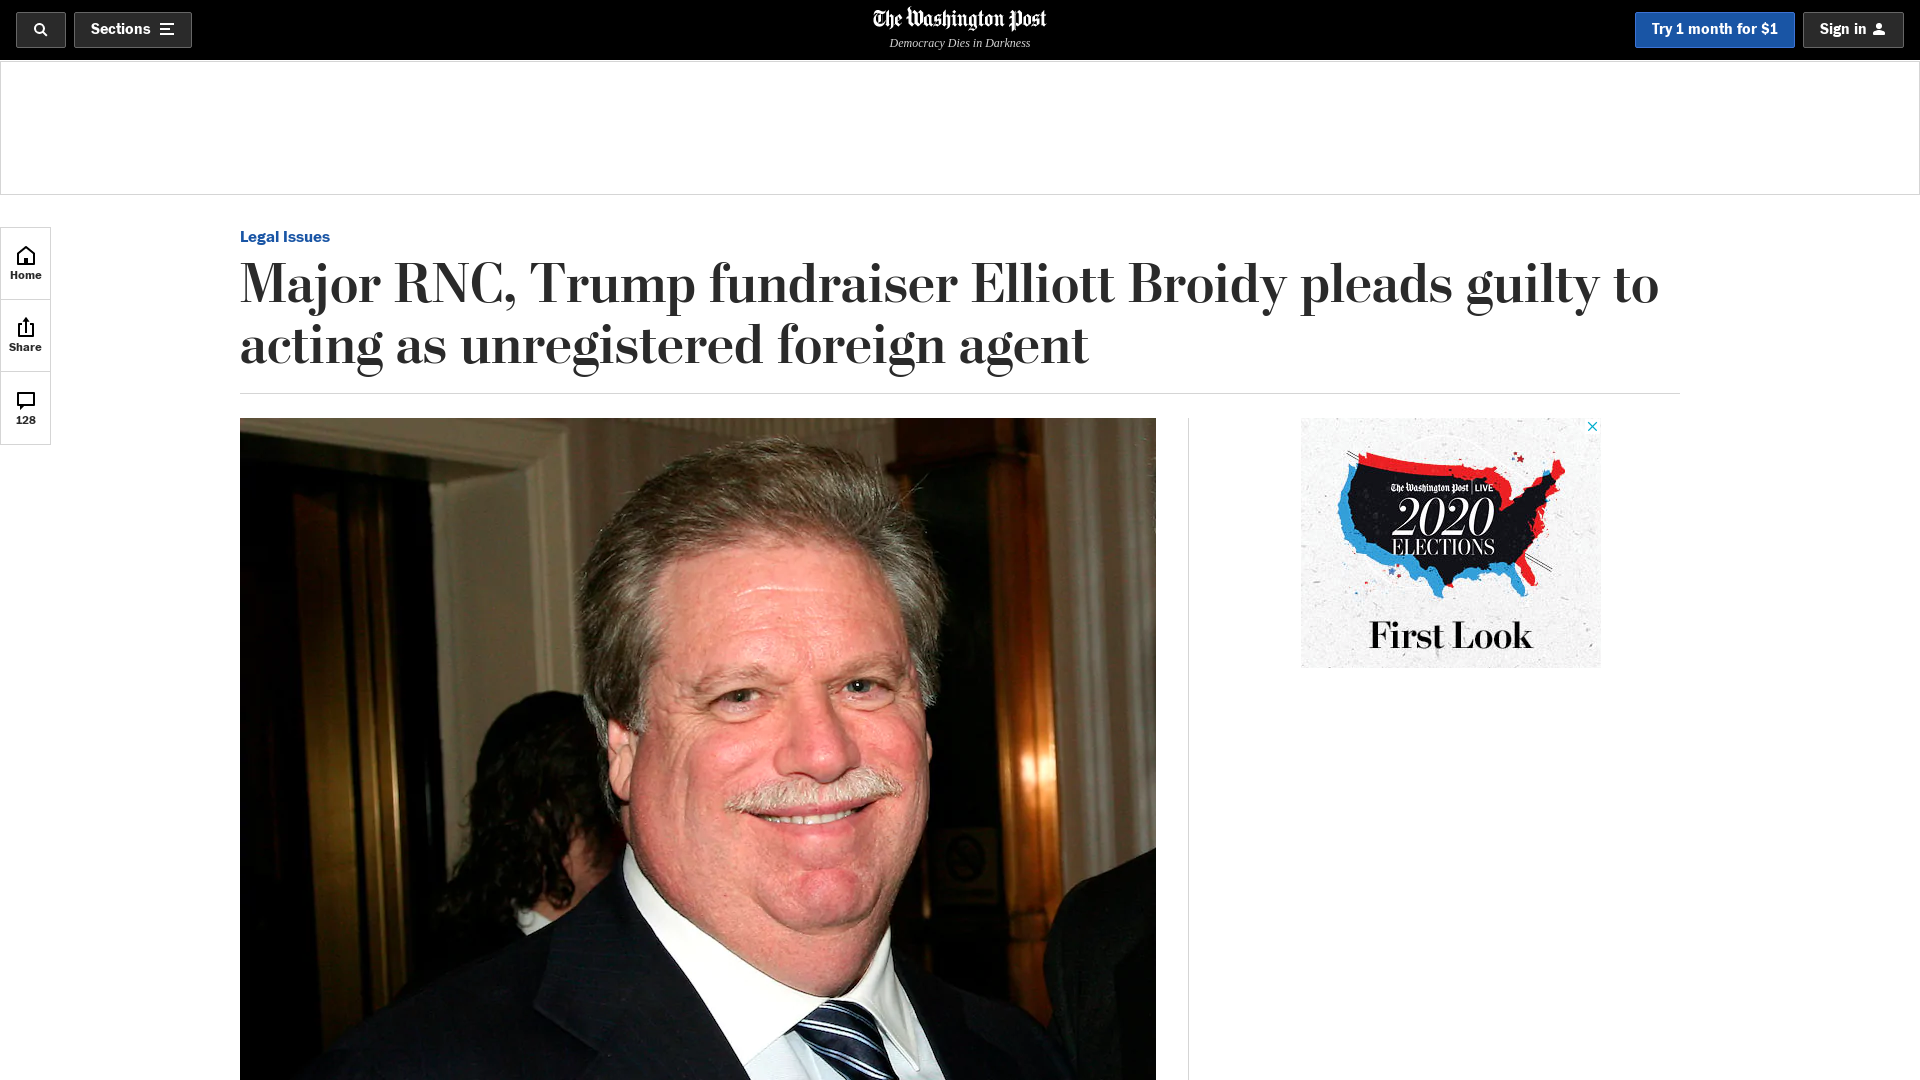 Sections
The Washington Post
Democracy Dies in Darkness
Try 1 month for $1
Sign in
Home
Share
128
Legal Issues
Major RNC, Trump fundraiser Elliott Broidy pleads guilty to
acting as unregistered foreign agent
The Washington Post LIVE
2020
ELECTIONS
First Look